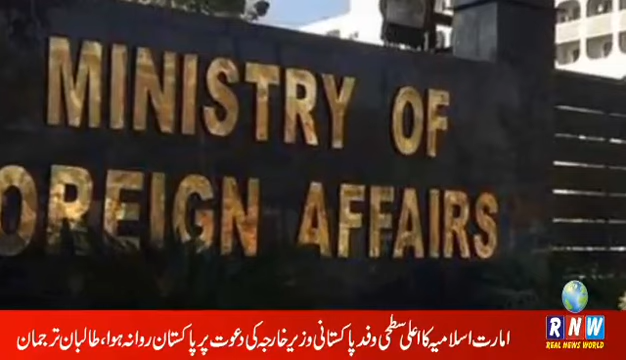 MINISTRY OF
OREIGN AFFAIRS
RNW
REAL NEWS WORLD
امارت اسلامیہ کا اعلیٰ سطحی وفد پاکستانی وزیر خارجہ کی دعوت پر پاکستان روانہ ہوا، طالبان ترجمان